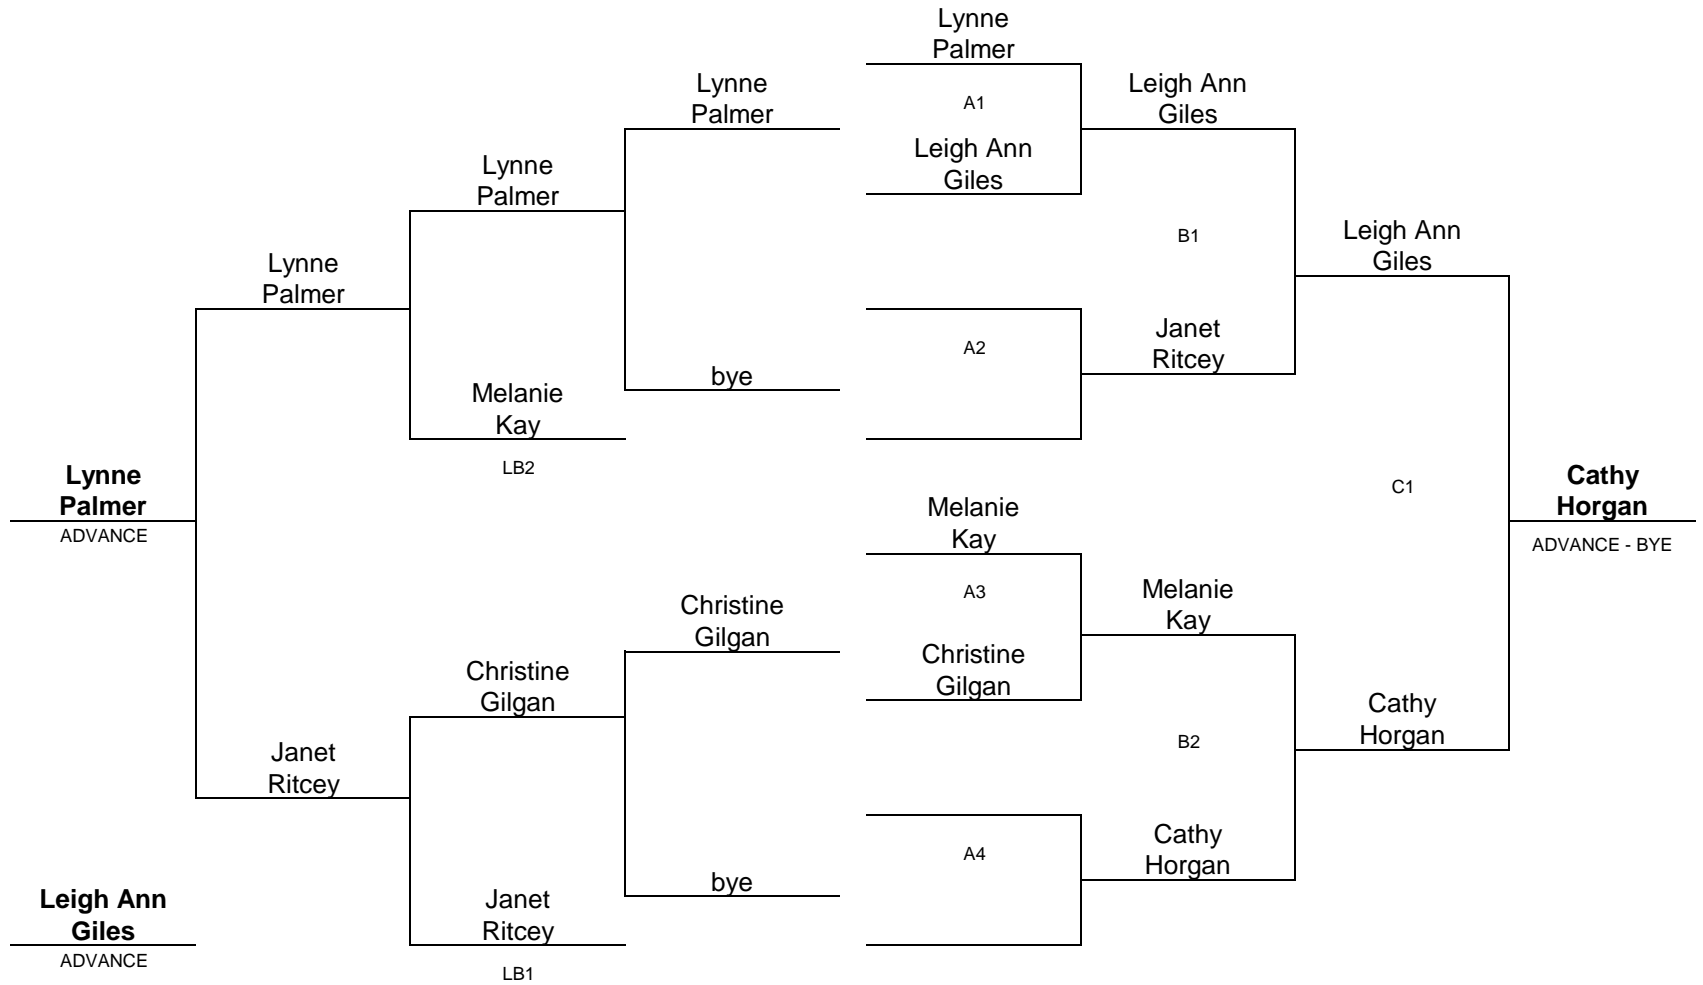 Lynne
Palmer
Lynne
Palmer
A1
Leigh Ann
Giles
Leigh Ann
Giles
Lynne
Palmer
B1
Leigh Ann
Giles
Lynne
Palmer
A2
Janet
Ritcey
bye
Melanie
Kay
LB2
Lynne
Palmer
ADVANCE
C1
Cathy
Horgan
ADVANCE - BYE
Melanie
Kay
A3
Melanie
Kay
Christine
Gilgan
Christine
Gilgan
Christine
Gilgan
B2
Cathy
Horgan
Janet
Ritcey
A4
Cathy
Horgan
bye
Leigh Ann
Giles
ADVANCE
Janet
Ritcey
LB1